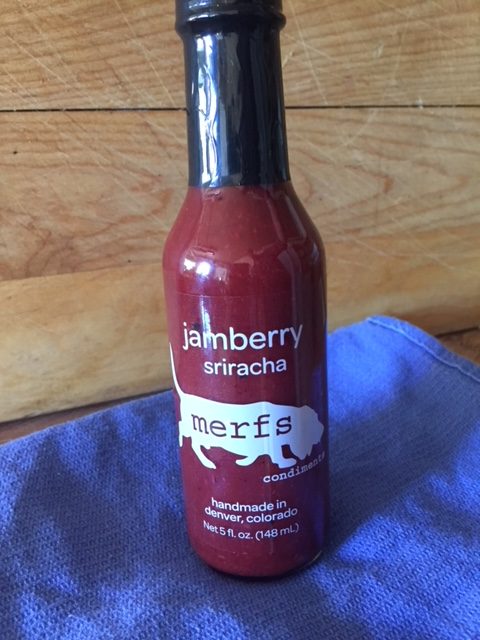 jamberry
sriracha
merfs
condiments
handmade in
denver, colorado
Net 5 fl. oz. (148 mL)